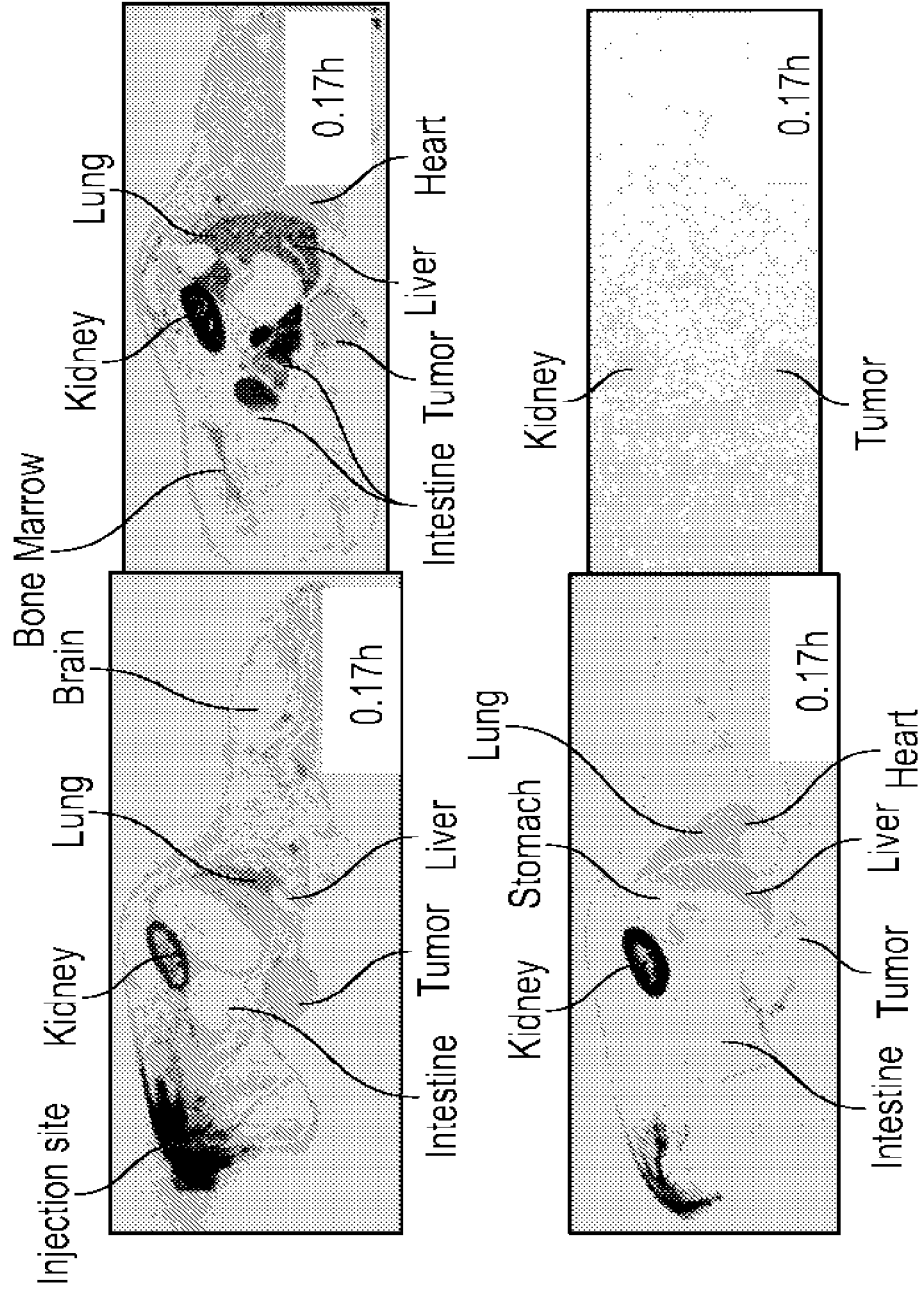 Injection site
Kidney
Lung
Brain
0.17h
Intestine
Tumor
Liver
Bone Marrow
Kidney
Lung
0.17h
Intestine
Tumor
Liver
Heart
Kidney
Stomach
Lung
0.17h
Intestine
Tumor
Liver
Heart
Kidney
0.17h
Tumor